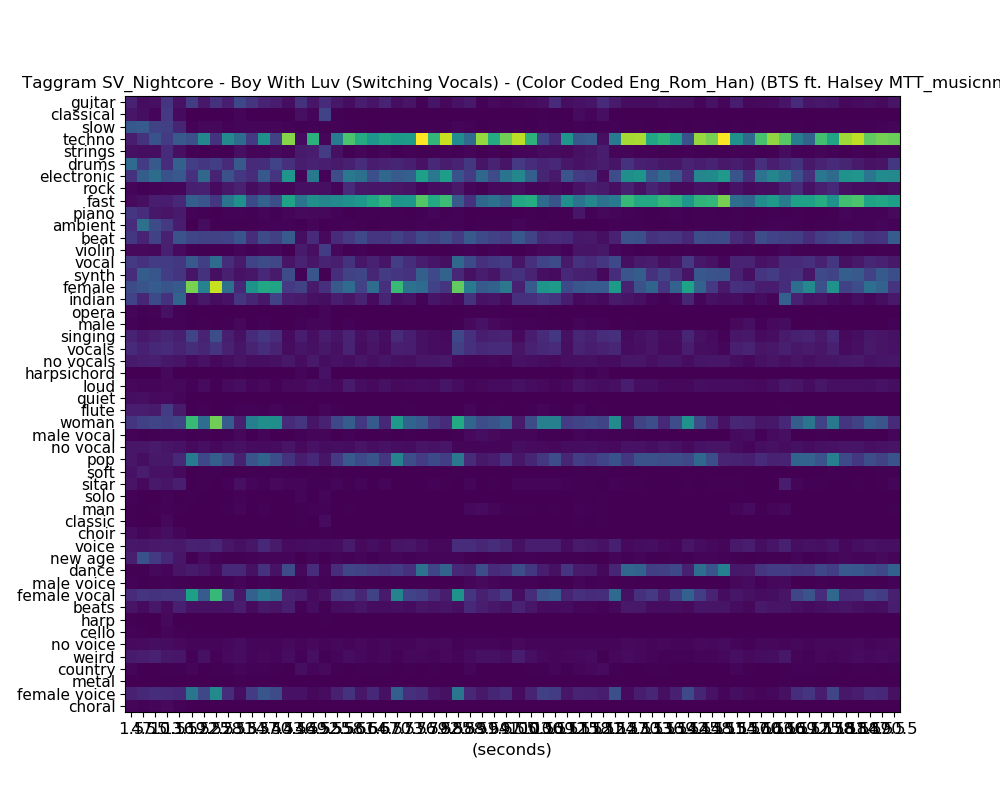 Taggram SV_Nightcore - Boy With Luv (Switching Vocals) - (Color Coded Eng_Rom_Han) (BTS ft. Halsey MTT_musicnn
guitar
classical
slow
techno
strings
drums
electronic
rock
fast
piano
ambient
beat
violin
vocal
synth
female
indian
opera
male
singing
vocals
no vocals
harpsichord
loud
quiet
flute
woman
male vocal
no vocal
pop
soft
sitar
solo
man
classic
choir
voice
new age
dance
male voice
female vocal
beats
harp
cello
no voice
weird
country
metal
female voice
choral
(seconds)